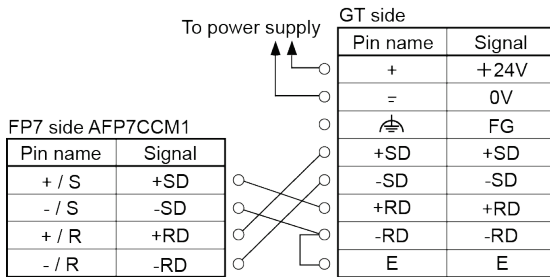 GT side
To power supply
Pin name Signal
+ +24V
= 0V
FG
+SD +SD
-SD -SD
+RD +RD
-RD -RD
E E
FP7 side AFP7CCM1
Pin name Signal
+ / S +SD
- / S -SD
+ / R +RD
- / R -RD